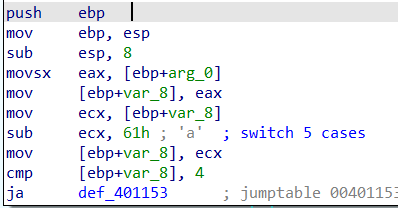 push ebp
mov ebp, esp
sub esp, 8
movsx eax, [ebp+arg_0]
mov [ebp+var_8], eax
mov ecx, [ebp+var_8]
sub ecx, 61h ; 'a' ; switch 5 cases
mov [ebp+var_8], ecx
cmp [ebp+var_8], 4
ja def_401153 ; jumptable 00401153